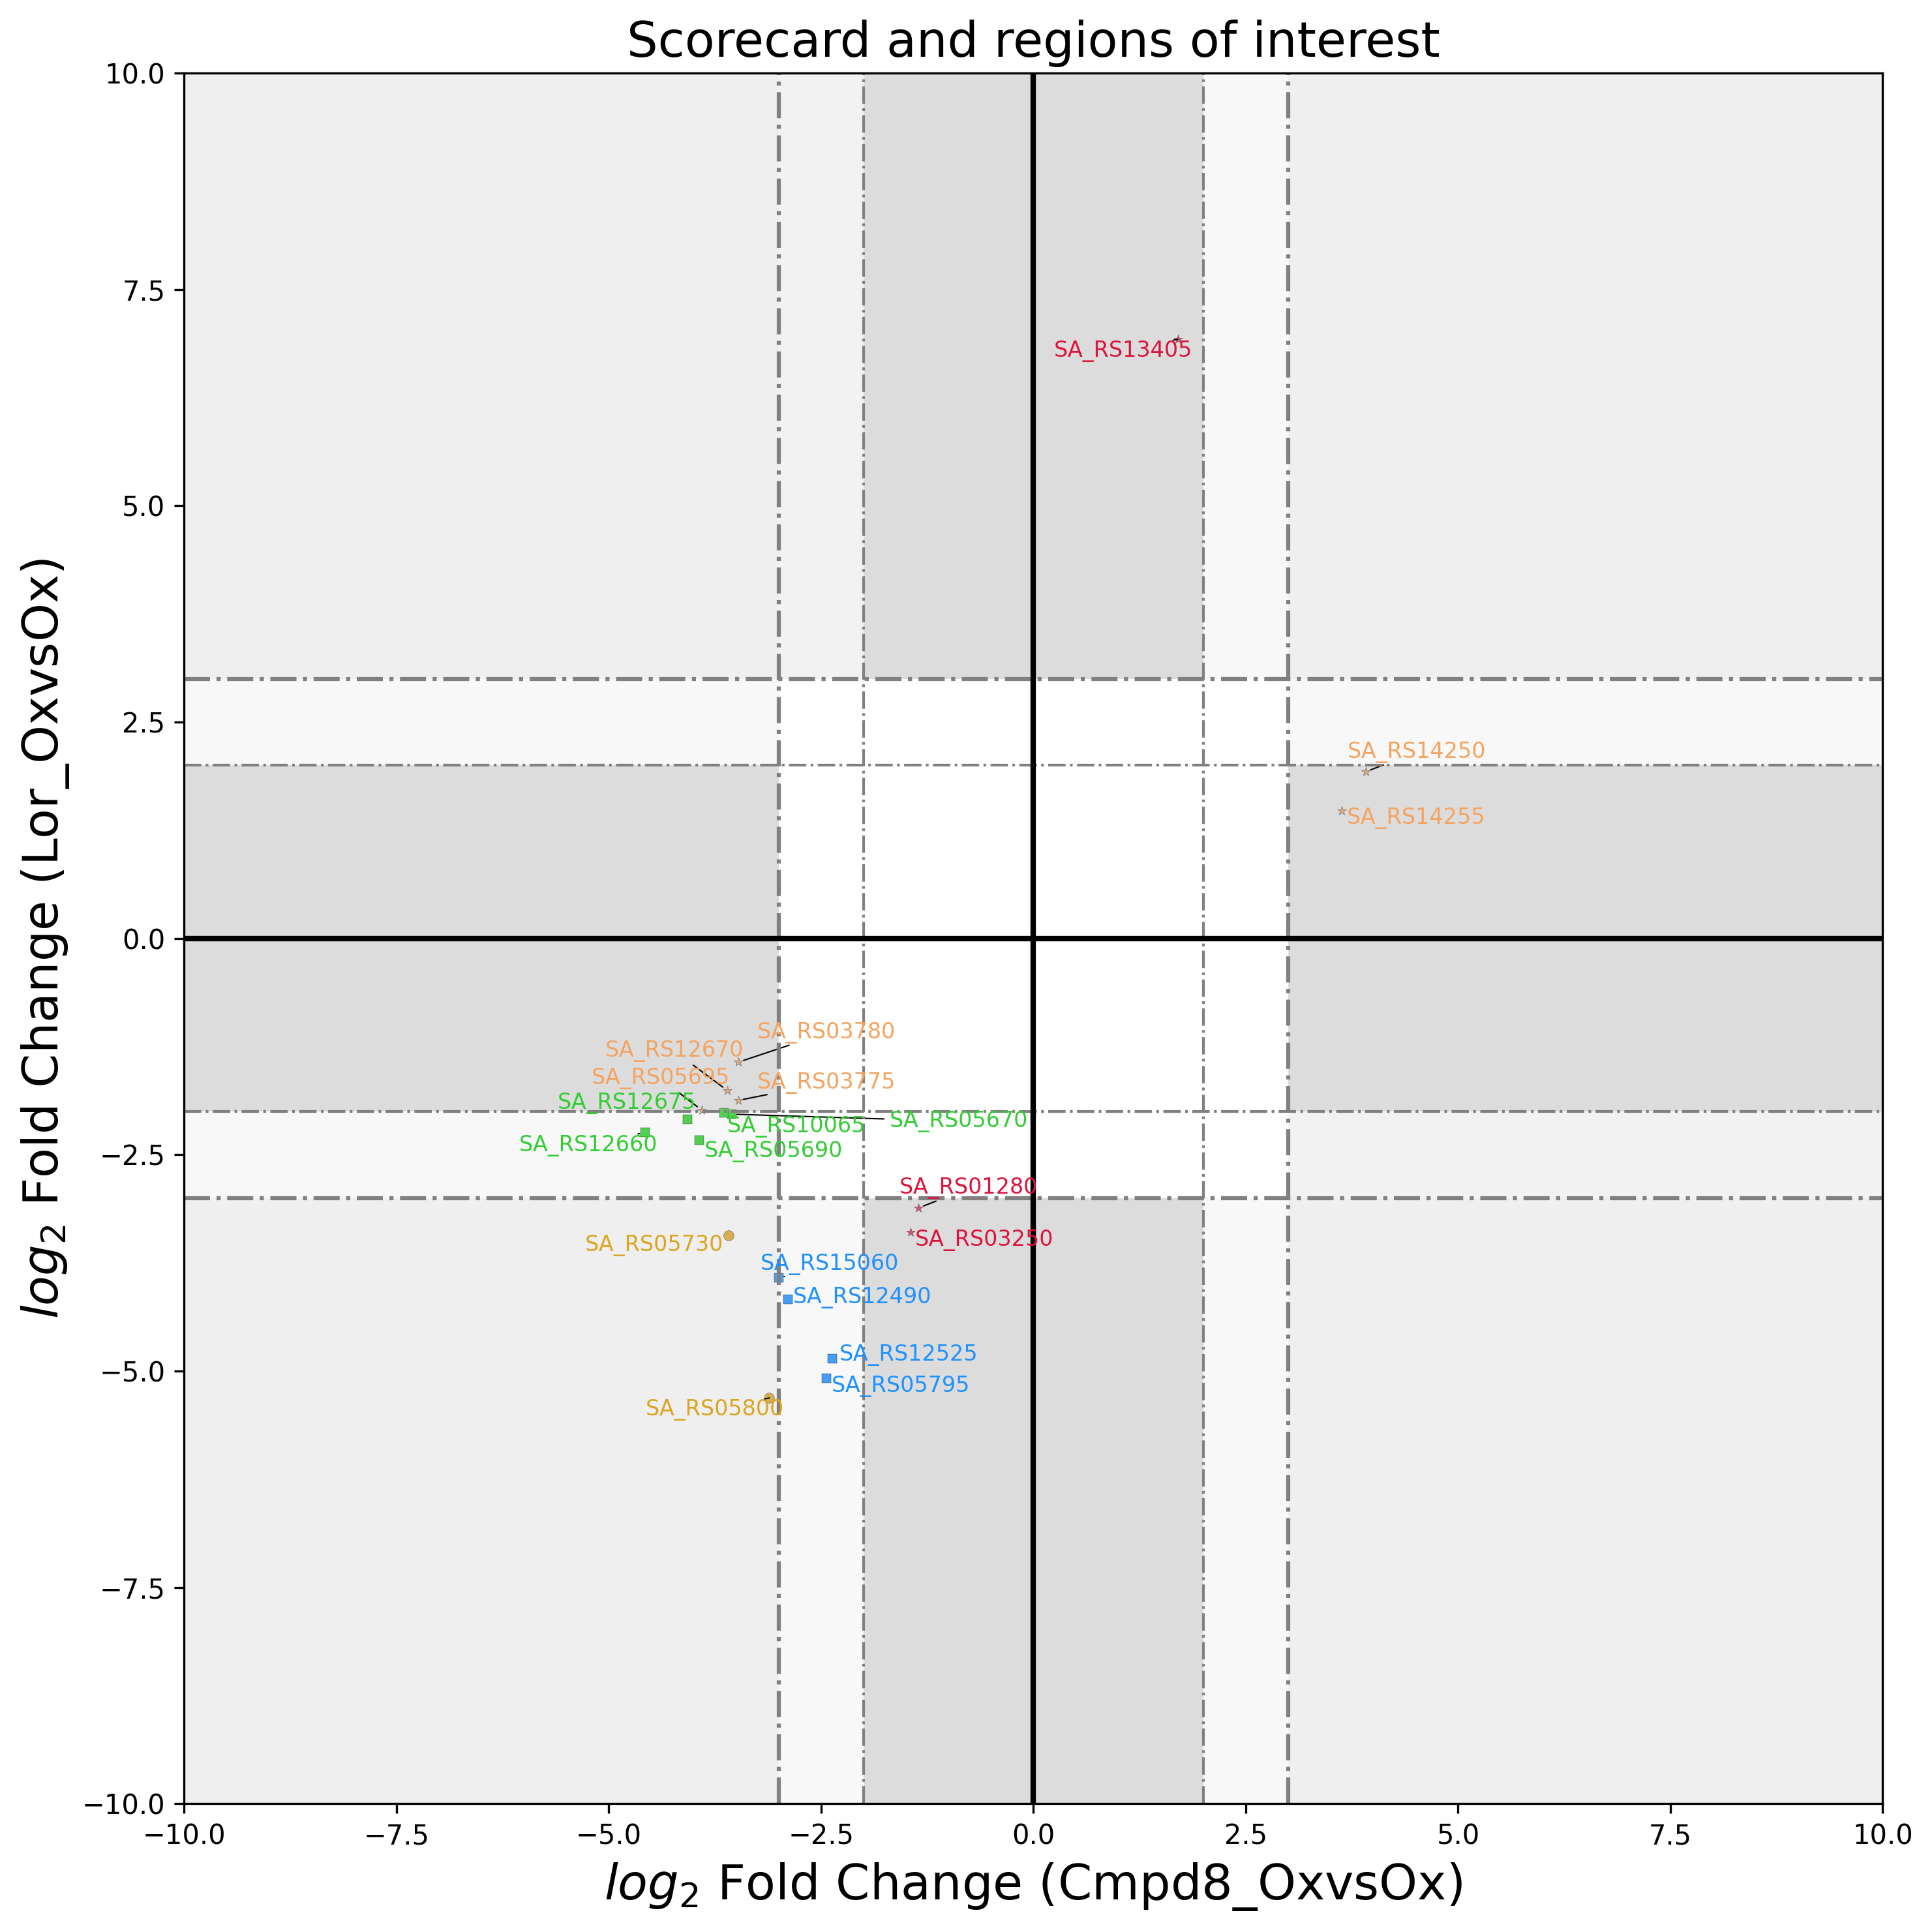 Scorecard and regions of interest
10.0
7.5
5.0
2.5
0.0
−2.5
−5.0
−7.5
−10.0
log2 Fold Change (Lor_OxvsOx)
SA_RS13405
SA_RS14250
SA_RS14255
SA_RS03780
SA_RS12670
SA_RS05695
SA_RS03775
SA_RS12675
SA_RS10065
SA_RS05670
SA_RS12660
SA_RS05690
SA_RS01280
SA_RS03250
SA_RS05730
SA_RS15060
SA_RS12490
SA_RS12525
SA_RS05795
SA_RS05800
−10.0
−7.5
−5.0
−2.5
0.0
2.5
5.0
7.5
10.0
log2 Fold Change (Cmpd8_OxvsOx)